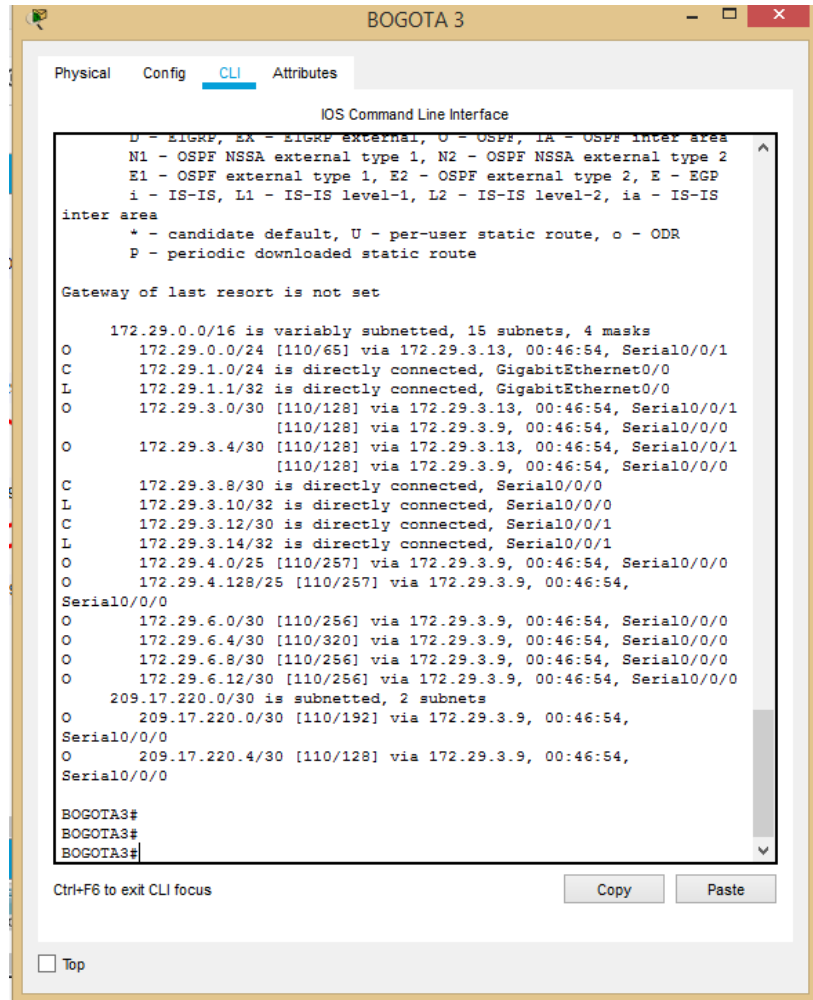 BOGOTA 3
Physical Config CLI Attributes
IOS Command Line Interface
D - EIGRP, EX - EIGRP external, O - OSPF, IA - OSPF inter area
N1 - OSPF NSSA external type 1, N2 - OSPF NSSA external type 2
E1 - OSPF external type 1, E2 - OSPF external type 2, E - EGP
i - IS-IS, L1 - IS-IS level-1, L2 - IS-IS level-2, ia - IS-IS
inter area
* - candidate default, U - per-user static route, o - ODR
P - periodic downloaded static route
Gateway of last resort is not set
172.29.0.0/16 is variably subnetted, 15 subnets, 4 masks
O 172.29.0.0/24 [110/65] via 172.29.3.13, 00:46:54, Serial0/0/1
C 172.29.1.0/24 is directly connected, GigabitEthernet0/0
L 172.29.1.1/32 is directly connected, GigabitEthernet0/0
O 172.29.3.0/30 [110/128] via 172.29.3.13, 00:46:54, Serial0/0/1
[110/128] via 172.29.3.9, 00:46:54, Serial0/0/0
O 172.29.3.4/30 [110/128] via 172.29.3.13, 00:46:54, Serial0/0/1
[110/128] via 172.29.3.9, 00:46:54, Serial0/0/0
C 172.29.3.8/30 is directly connected, Serial0/0/0
L 172.29.3.10/32 is directly connected, Serial0/0/0
C 172.29.3.12/30 is directly connected, Serial0/0/1
L 172.29.3.14/32 is directly connected, Serial0/0/1
O 172.29.4.0/25 [110/257] via 172.29.3.9, 00:46:54, Serial0/0/0
O 172.29.4.128/25 [110/257] via 172.29.3.9, 00:46:54,
Serial0/0/0
O 172.29.6.0/30 [110/256] via 172.29.3.9, 00:46:54, Serial0/0/0
O 172.29.6.4/30 [110/320] via 172.29.3.9, 00:46:54, Serial0/0/0
O 172.29.6.8/30 [110/256] via 172.29.3.9, 00:46:54, Serial0/0/0
O 172.29.6.12/30 [110/256] via 172.29.3.9, 00:46:54, Serial0/0/0
209.17.220.0/30 is subnetted, 2 subnets
O 209.17.220.0/30 [110/192] via 172.29.3.9, 00:46:54,
Serial0/0/0
O 209.17.220.4/30 [110/128] via 172.29.3.9, 00:46:54,
Serial0/0/0
BOGOTA3#
BOGOTA3#
BOGOTA3#
Ctrl+F6 to exit CLI focus Copy Paste
Top